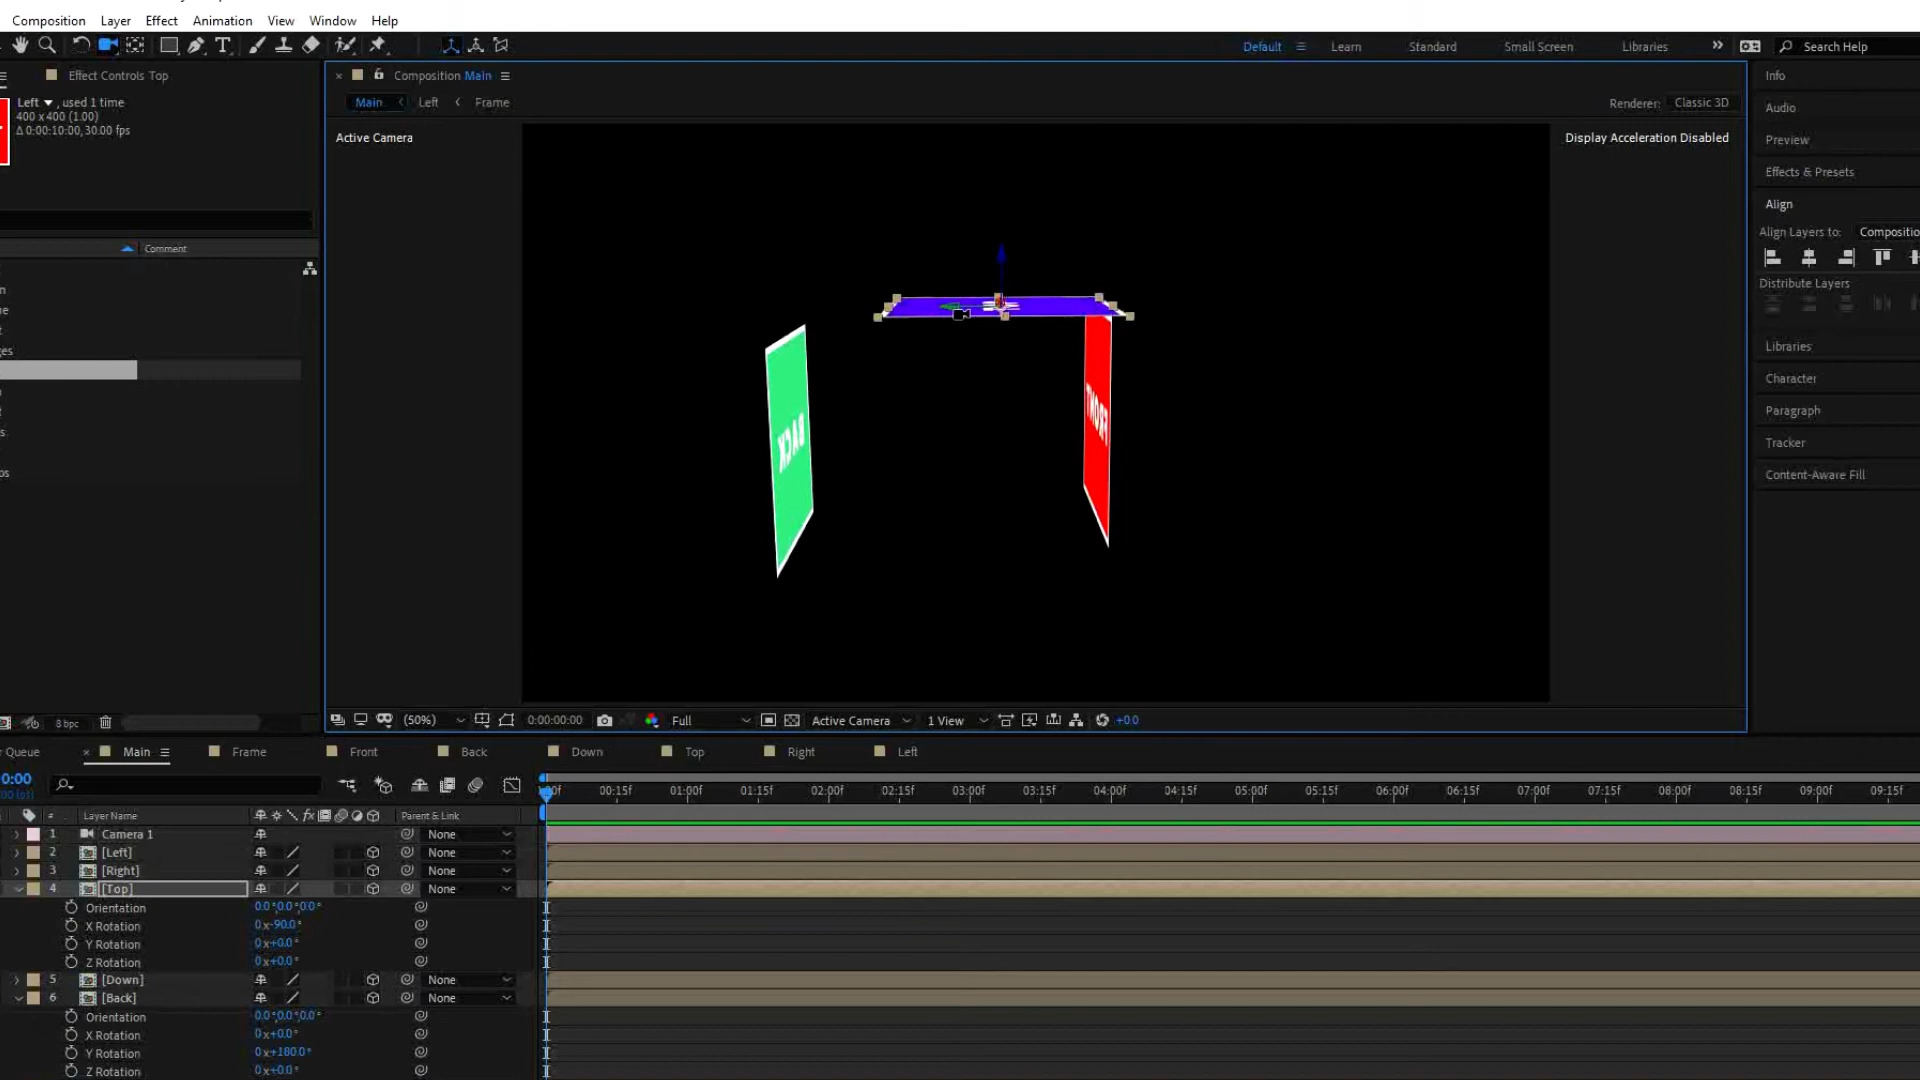 Composition Layer Effect Animation View Window Help
T Default Learn Standard Small Screen Libraries Search Help
Effect Controls Top
Composition Main
Info
Left , used 1 time
400 x 400 (1.00)
Δ 0:00:10:00, 30.00 fps
Main Left Frame
Renderer: Classic 3D
Audio
Active Camera
Display Acceleration Disabled
Preview
Effects & Presets
Align
Align Layers to: Compositio
Comment
Distribute Layers
Libraries
Character
Paragraph
Tracker
Content-Aware Fill
BACK
FRONT
8 bpc
(50%) 0:00:00:00 Full Active Camera 1 View +0.0
Queue Main Frame Front Back Down Top Right Left
0:00
00:15f 01:00f 01:15f 02:00f 02:15f 03:00f 03:15f 04:00f 04:15f 05:00f 05:15f 06:00f 06:15f 07:00f 07:15f 08:00f 08:15f 09:00f 09:15f
# Layer Name fx Parent & Link
1 Camera 1 None
2 [Left] None
3 [Right] None
4 [Top] None
Orientation 0.0°,0.0°,0.0°
X Rotation 0x-90.0°
Y Rotation 0x+0.0°
Z Rotation 0x+0.0°
5 [Down] None
6 [Back] None
Orientation 0.0°,0.0°,0.0°
X Rotation 0x+0.0°
Y Rotation 0x+180.0°
Z Rotation 0x+0.0°